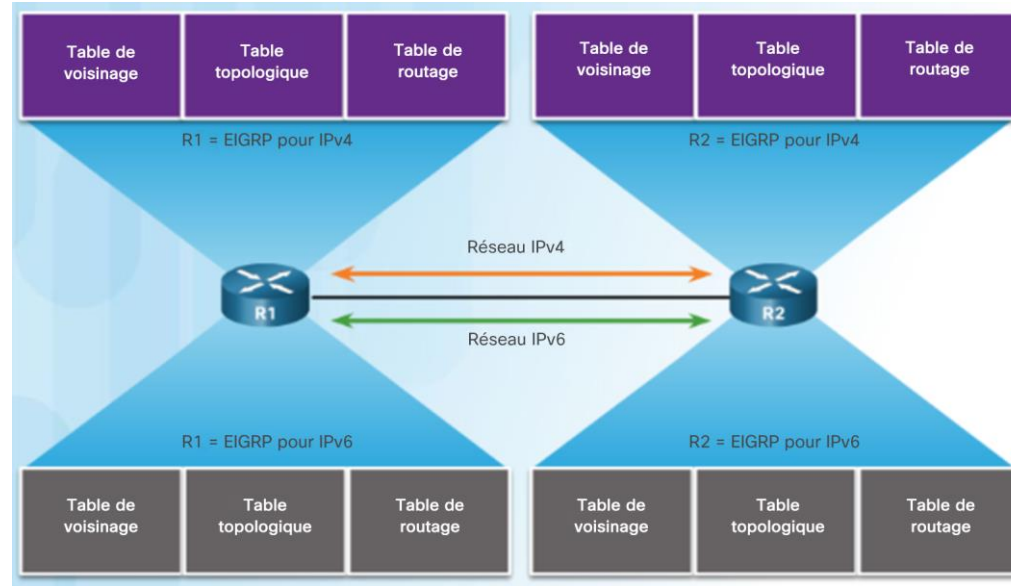 Table de
voisinage
Table
topologique
Table de
routage
Table de
voisinage
Table
topologique
Table de
routage
R1 = EIGRP pour IPv4
R2 = EIGRP pour IPv4
Réseau IPv4
R1
R2
Réseau IPv6
R1 = EIGRP pour IPv6
R2 = EIGRP pour IPv6
Table de
voisinage
Table
topologique
Table de
routage
Table de
voisinage
Table
topologique
Table de
routage